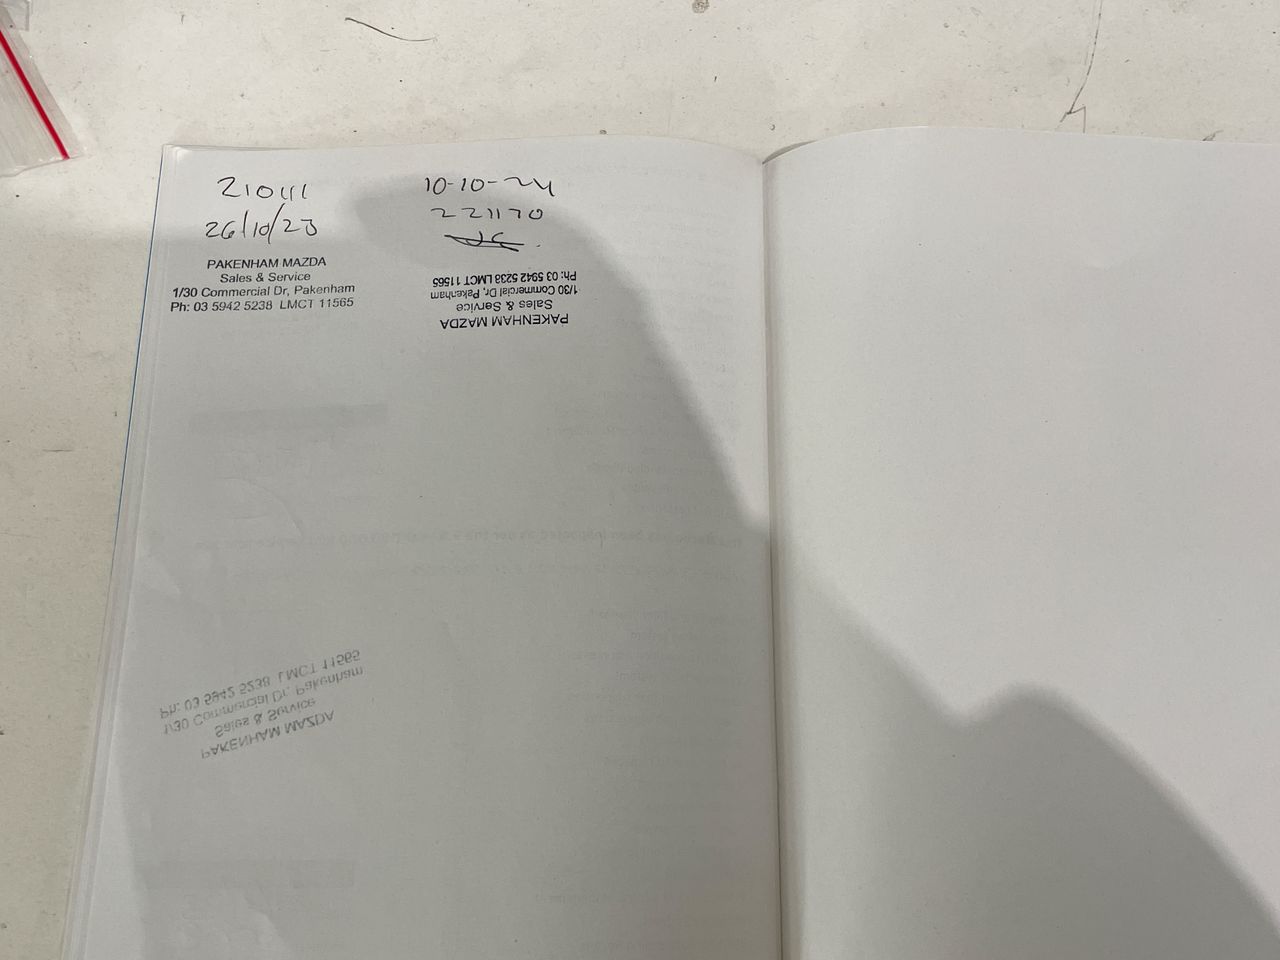 210111
26/10/23
PAKENHAM MAZDA
Sales & Service
1/30 Commercial Dr, Pakenham
Ph: 03 5942 5238 LMCT 11565
10-10-24
221170
PAKENHAM MAZDA
Sales & Service
1/30 Commercial Dr, Pakenham
Ph: 03 5942 5238 LMCT 11565
Ph: 03 5942 5238 LMCT 11565
1/30 Commercial Dr, Pakenham
Sales & Service
PAKENHAM MAZDA